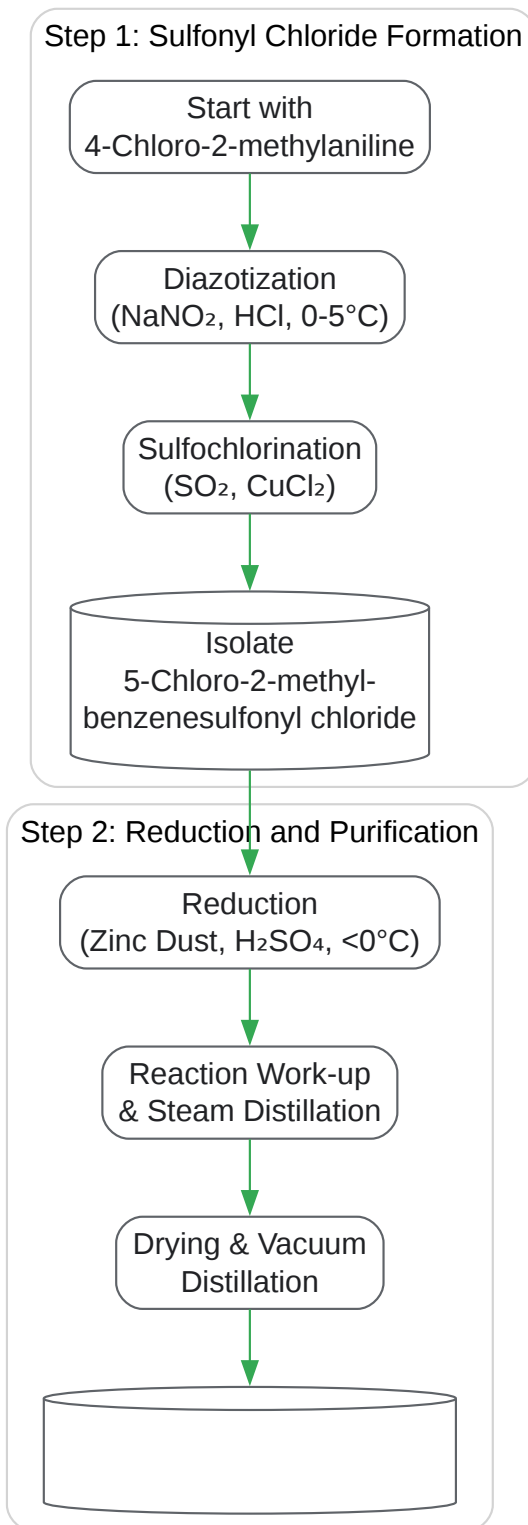 Step 1: Sulfonyl Chloride Formation
Start with
4-Chloro-2-methylaniline
Diazotization
(NaNO₂, HCl, 0-5°C)
Sulfochlorination
(SO₂, CuCl₂)
Isolate
5-Chloro-2-methyl-
benzenesulfonyl chloride
Step 2: Reduction and Purification
Reduction
(Zinc Dust, H₂SO₄, <0°C)
Reaction Work-up
& Steam Distillation
Drying & Vacuum
Distillation